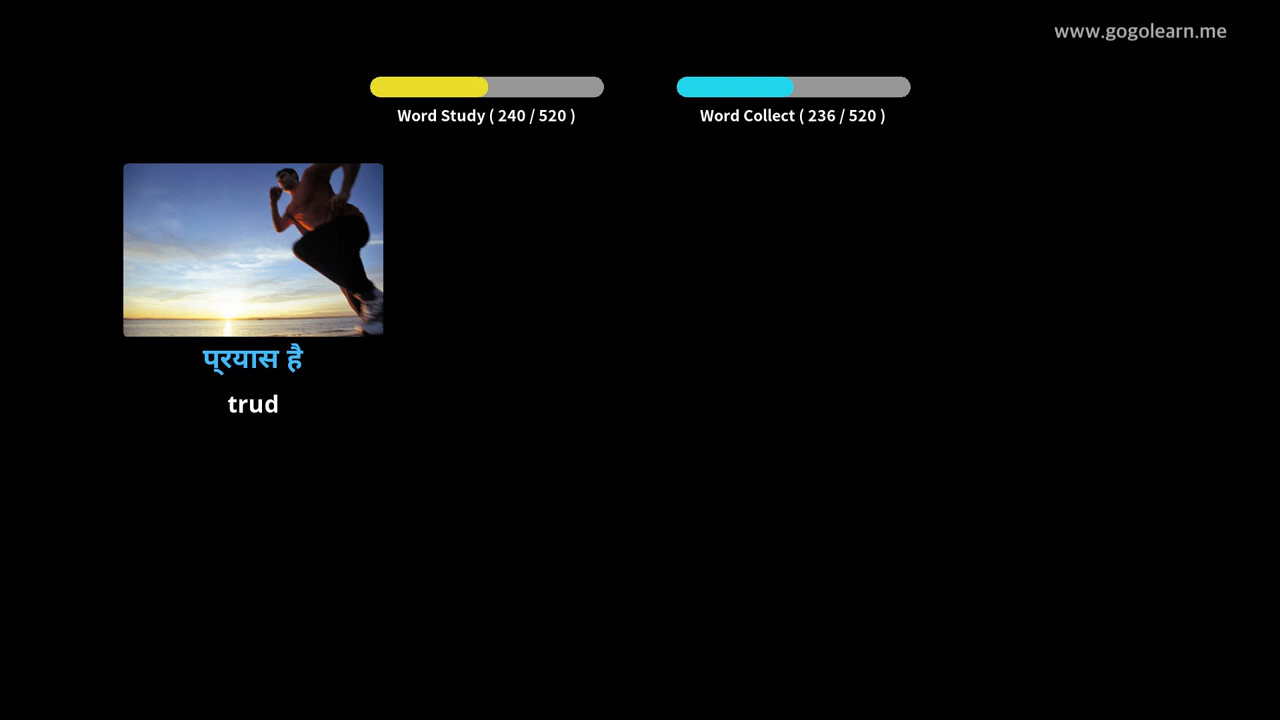 www.gogolearn.me
Word Study ( 240 / 520 )
Word Collect ( 236 / 520 )
प्रयास है
trud